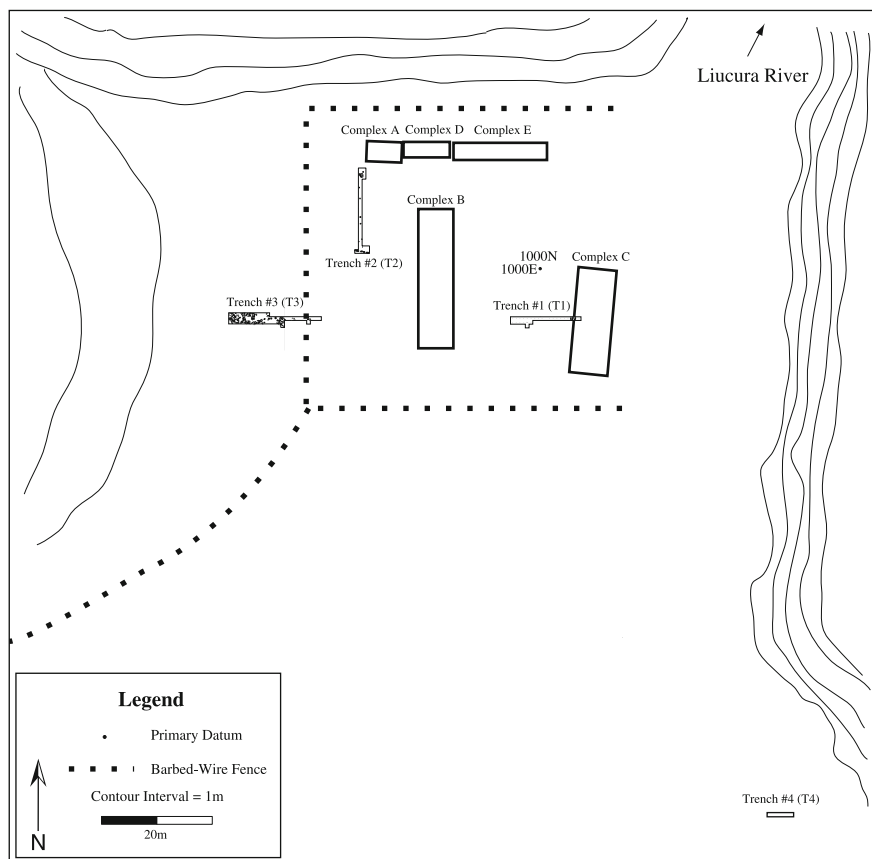 Liucura River
Complex A
Complex D
Complex E
Complex B
Trench #2 (T2)
1000N
1000E
Complex C
Trench #3 (T3)
Trench #1 (T1)
Legend
Primary Datum
Barbed-Wire Fence
Contour Interval = 1m
20m
N
Trench #4 (T4)